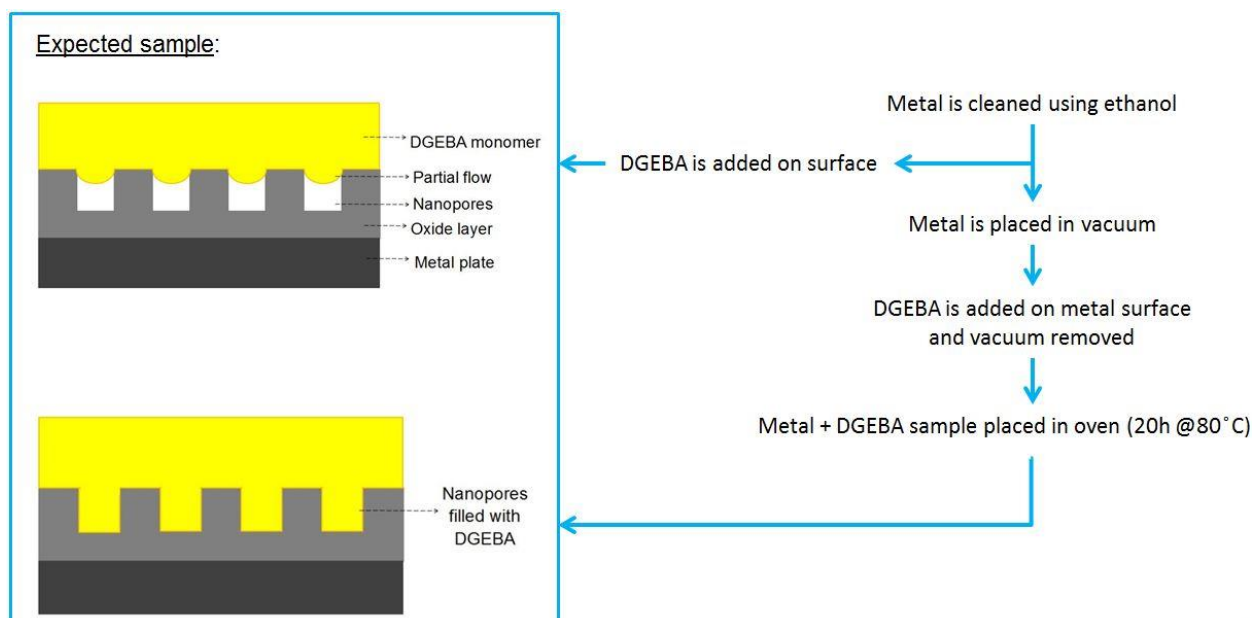 Expected sample:
DGEBA monomer
Partial flow
Nanopores
Oxide layer
Metal plate
Nanopores
filled with
DGEBA
Metal is cleaned using ethanol
DGEBA is added on surface
Metal is placed in vacuum
DGEBA is added on metal surface
and vacuum removed
Metal + DGEBA sample placed in oven (20h @80˚C)